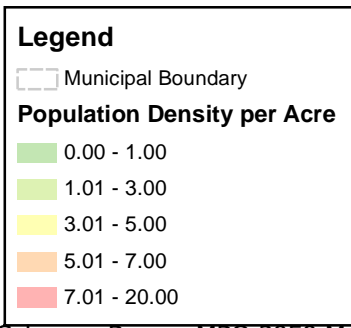 Legend
Municipal Boundary
Population Density per Acre
0.00 - 1.00
1.01 - 3.00
3.01 - 5.00
5.01 - 7.00
7.01 - 20.00